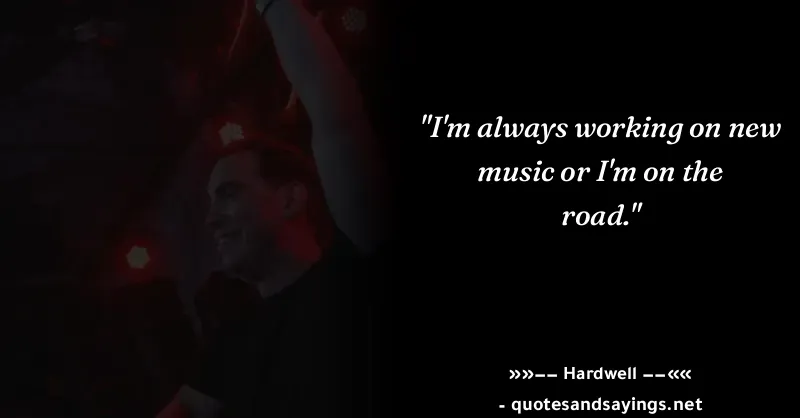 "I'm always working on new
music or I'm on the
road."
»»−− Hardwell −−««
- quotesandsayings.net